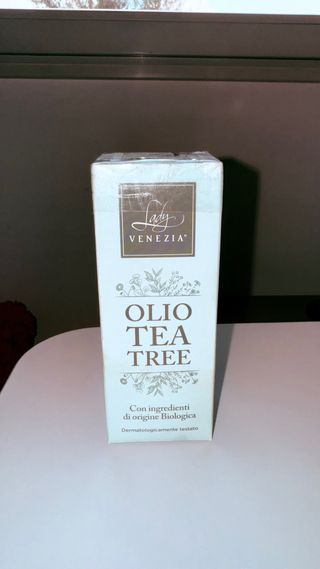 Lady
VENEZIA®
OLIO
TEA
TREE
Con ingredienti
di origine Biologica
Dermatologicamente testato